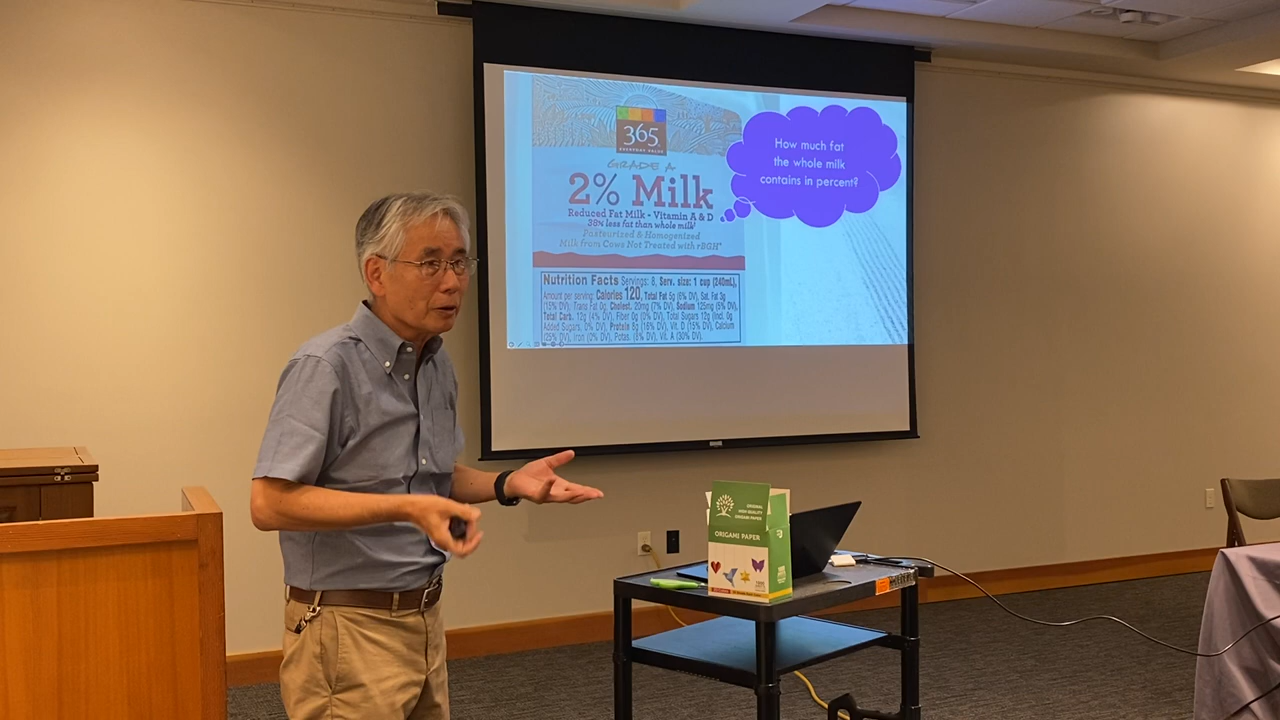 365
EVERYDAY VALUE
GRADE A
2% Milk
Reduced Fat Milk - Vitamin A & D
38% less fat than whole milk†
Pasteurized & Homogenized
Milk from Cows Not Treated with rBGH*
Nutrition Facts Servings: 8, Serv. size: 1 cup (240mL),
Amount per serving: Calories 120, Total Fat 5g (6% DV), Sat. Fat 3g
(15% DV), Trans Fat 0g, Cholest. 20mg (7% DV), Sodium 125mg (5% DV),
Total Carb. 12g (4% DV), Fiber 0g (0% DV), Total Sugars 12g (Incl. 0g
Added Sugars, 0% DV), Protein 8g (16% DV), Vit. D (15% DV), Calcium
(25% DV), Iron (0% DV), Potas. (8% DV), Vit. A (30% DV).
How much fat
the whole milk
contains in percent?
ORIGINAL
HIGH QUALITY
ORIGAMI PAPER
ORIGAMI PAPER